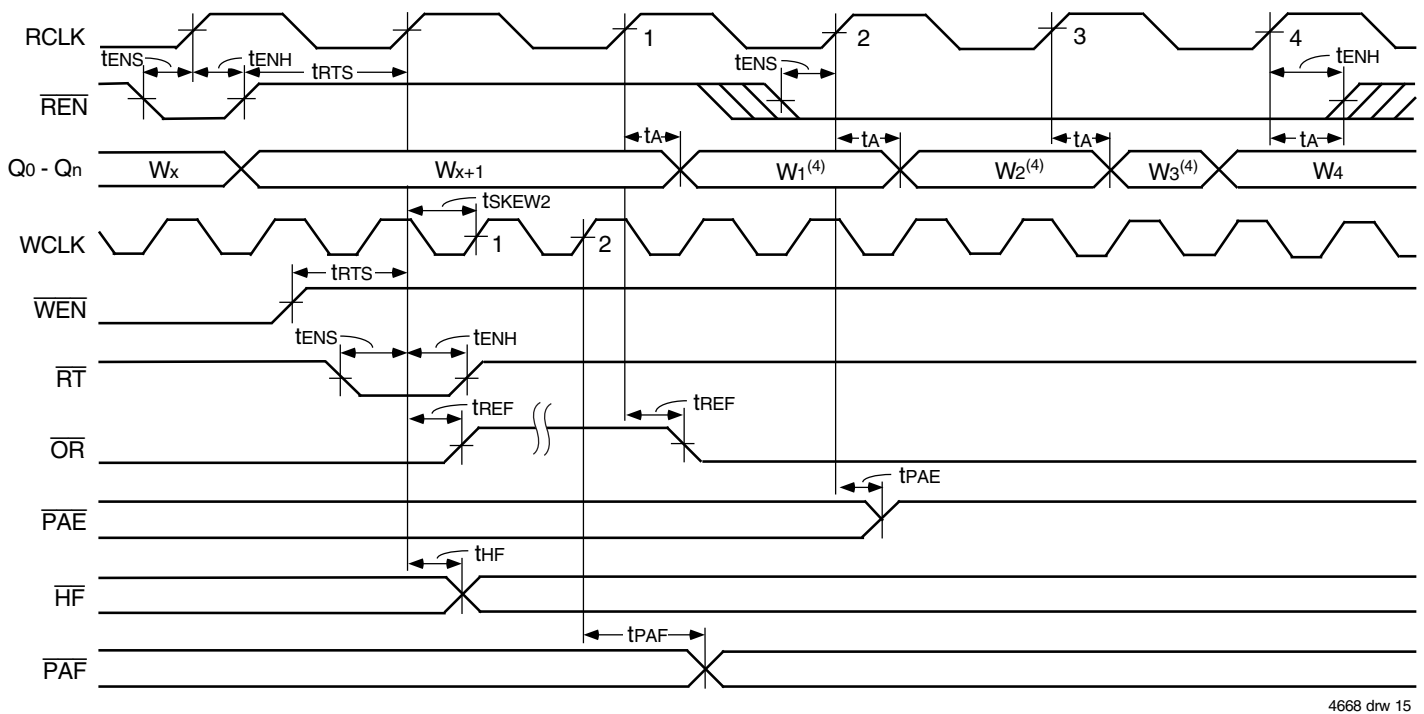 RCLK 1 2 3 4
tENS tENH tRTS tENS tENH
REN
tA tA tA tA
Q0 - Qn Wx Wx+1 W1(4) W2(4) W3(4) W4
tSKEW2
WCLK 1 2
tRTS
WEN
tENS tENH
RT
tREF tREF
OR
tPAE
PAE
tHF
HF
tPAF
PAF
4668 drw 15